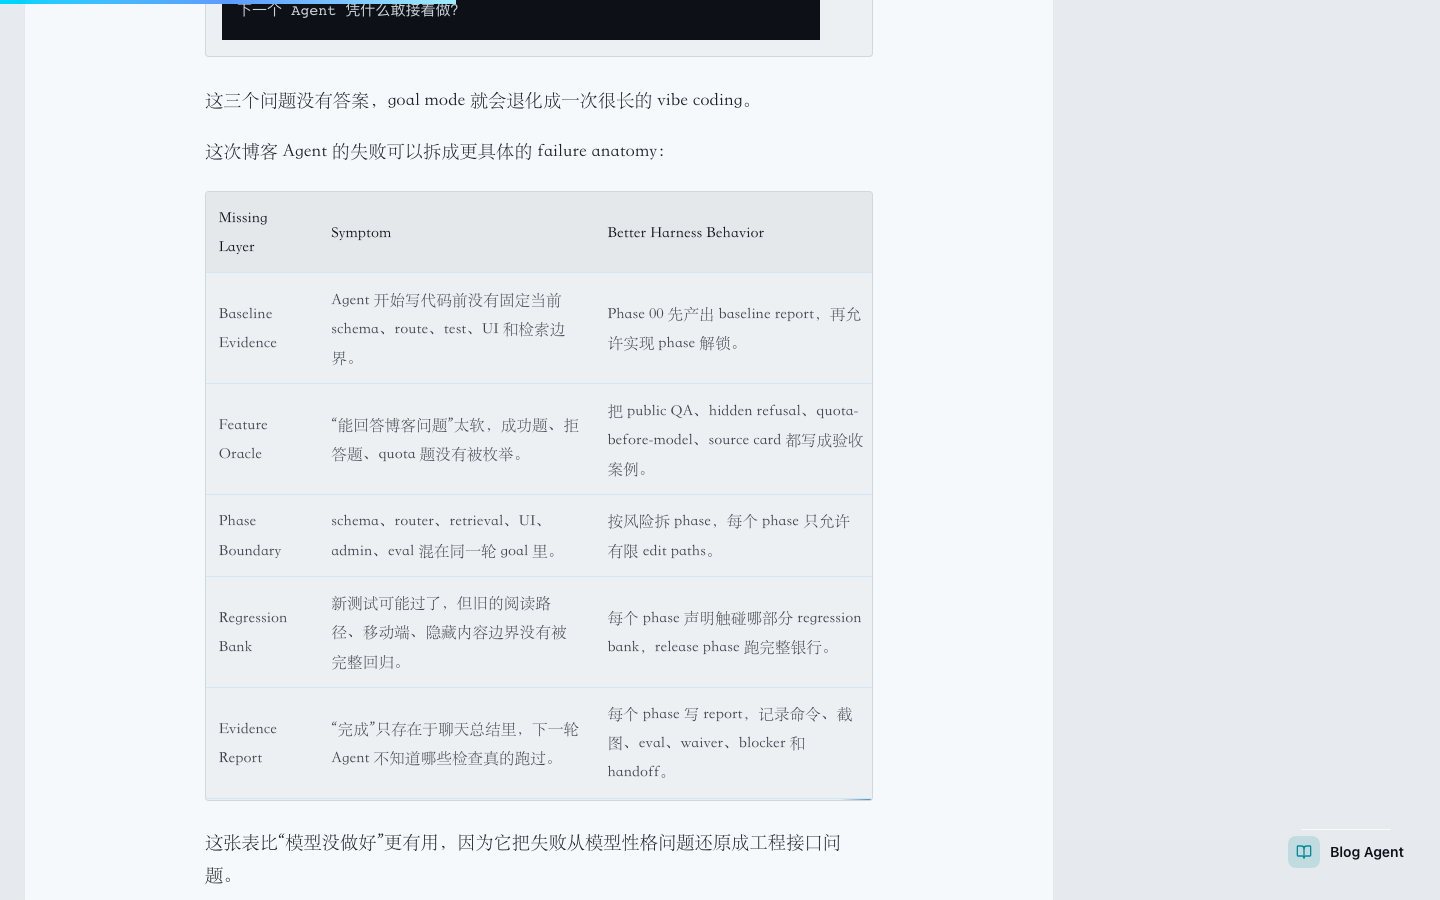 下一个 Agent 凭什么敢接着做?
这三个问题没有答案，goal mode 就会退化成一次很长的 vibe coding。
这次博客 Agent 的失败可以拆成更具体的 failure anatomy：
Missing
Layer
Symptom
Better Harness Behavior
Baseline
Evidence
Agent 开始写代码前没有固定当前
schema、route、test、UI 和检索边
界。
Phase 00 先产出 baseline report，再允
许实现 phase 解锁。
Feature
Oracle
“能回答博客问题”太软，成功题、拒
答题、quota 题没有被枚举。
把 public QA、hidden refusal、quota-
before-model、source card 都写成验收
案例。
Phase
Boundary
schema、router、retrieval、UI、
admin、eval 混在同一轮 goal 里。
按风险拆 phase，每个 phase 只允许
有限 edit paths。
Regression
Bank
新测试可能过了，但旧的阅读路
径、移动端、隐藏内容边界没有被
完整回归。
每个 phase 声明触碰哪部分 regression
bank，release phase 跑完整银行。
Evidence
Report
“完成”只存在于聊天总结里，下一轮
Agent 不知道哪些检查真的跑过。
每个 phase 写 report，记录命令、截
图、eval、waiver、blocker 和
handoff。
这张表比“模型没做好”更有用，因为它把失败从模型性格问题还原成工程接口问
题。
Blog Agent